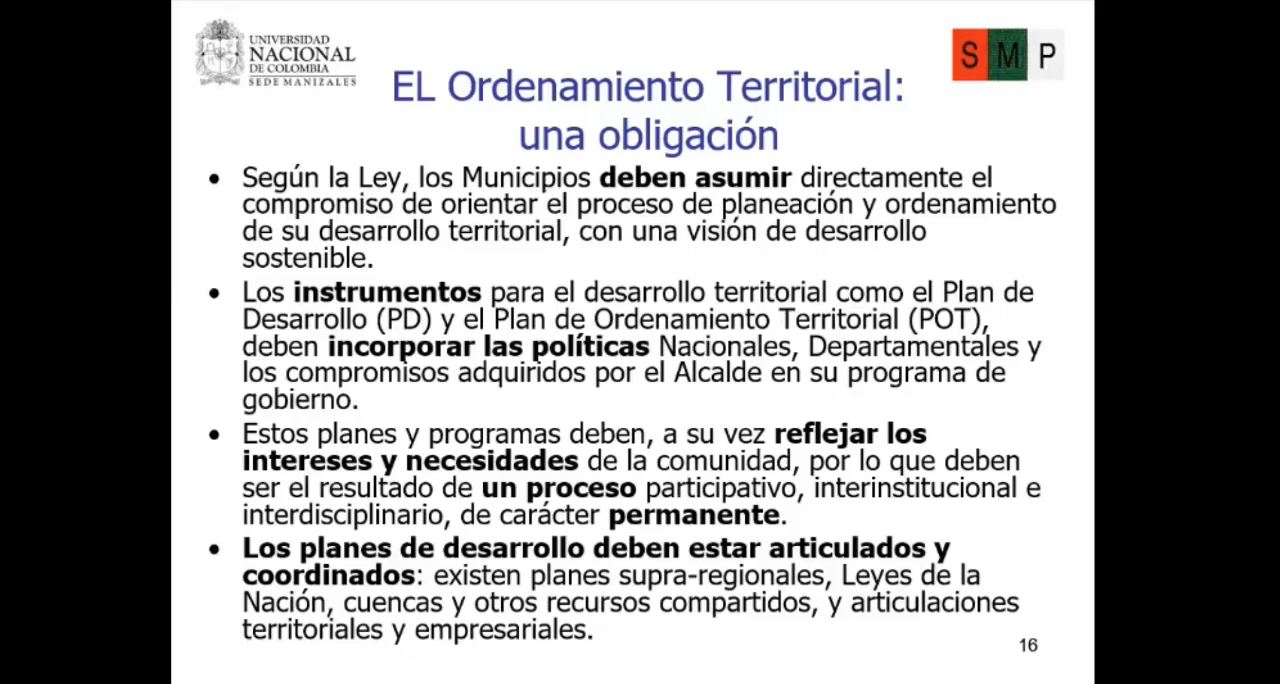 UNIVERSIDAD
NACIONAL
DE COLOMBIA
SEDE MANIZALES
S M P
EL Ordenamiento Territorial:
una obligación
• Según la Ley, los Municipios deben asumir directamente el
compromiso de orientar el proceso de planeación y ordenamiento
de su desarrollo territorial, con una visión de desarrollo
sostenible.
• Los instrumentos para el desarrollo territorial como el Plan de
Desarrollo (PD) y el Plan de Ordenamiento Territorial (POT),
deben incorporar las políticas Nacionales, Departamentales y
los compromisos adquiridos por el Alcalde en su programa de
gobierno.
• Estos planes y programas deben, a su vez reflejar los
intereses y necesidades de la comunidad, por lo que deben
ser el resultado de un proceso participativo, interinstitucional e
interdisciplinario, de carácter permanente.
• Los planes de desarrollo deben estar articulados y
coordinados: existen planes supra-regionales, Leyes de la
Nación, cuencas y otros recursos compartidos, y articulaciones
territoriales y empresariales.
16